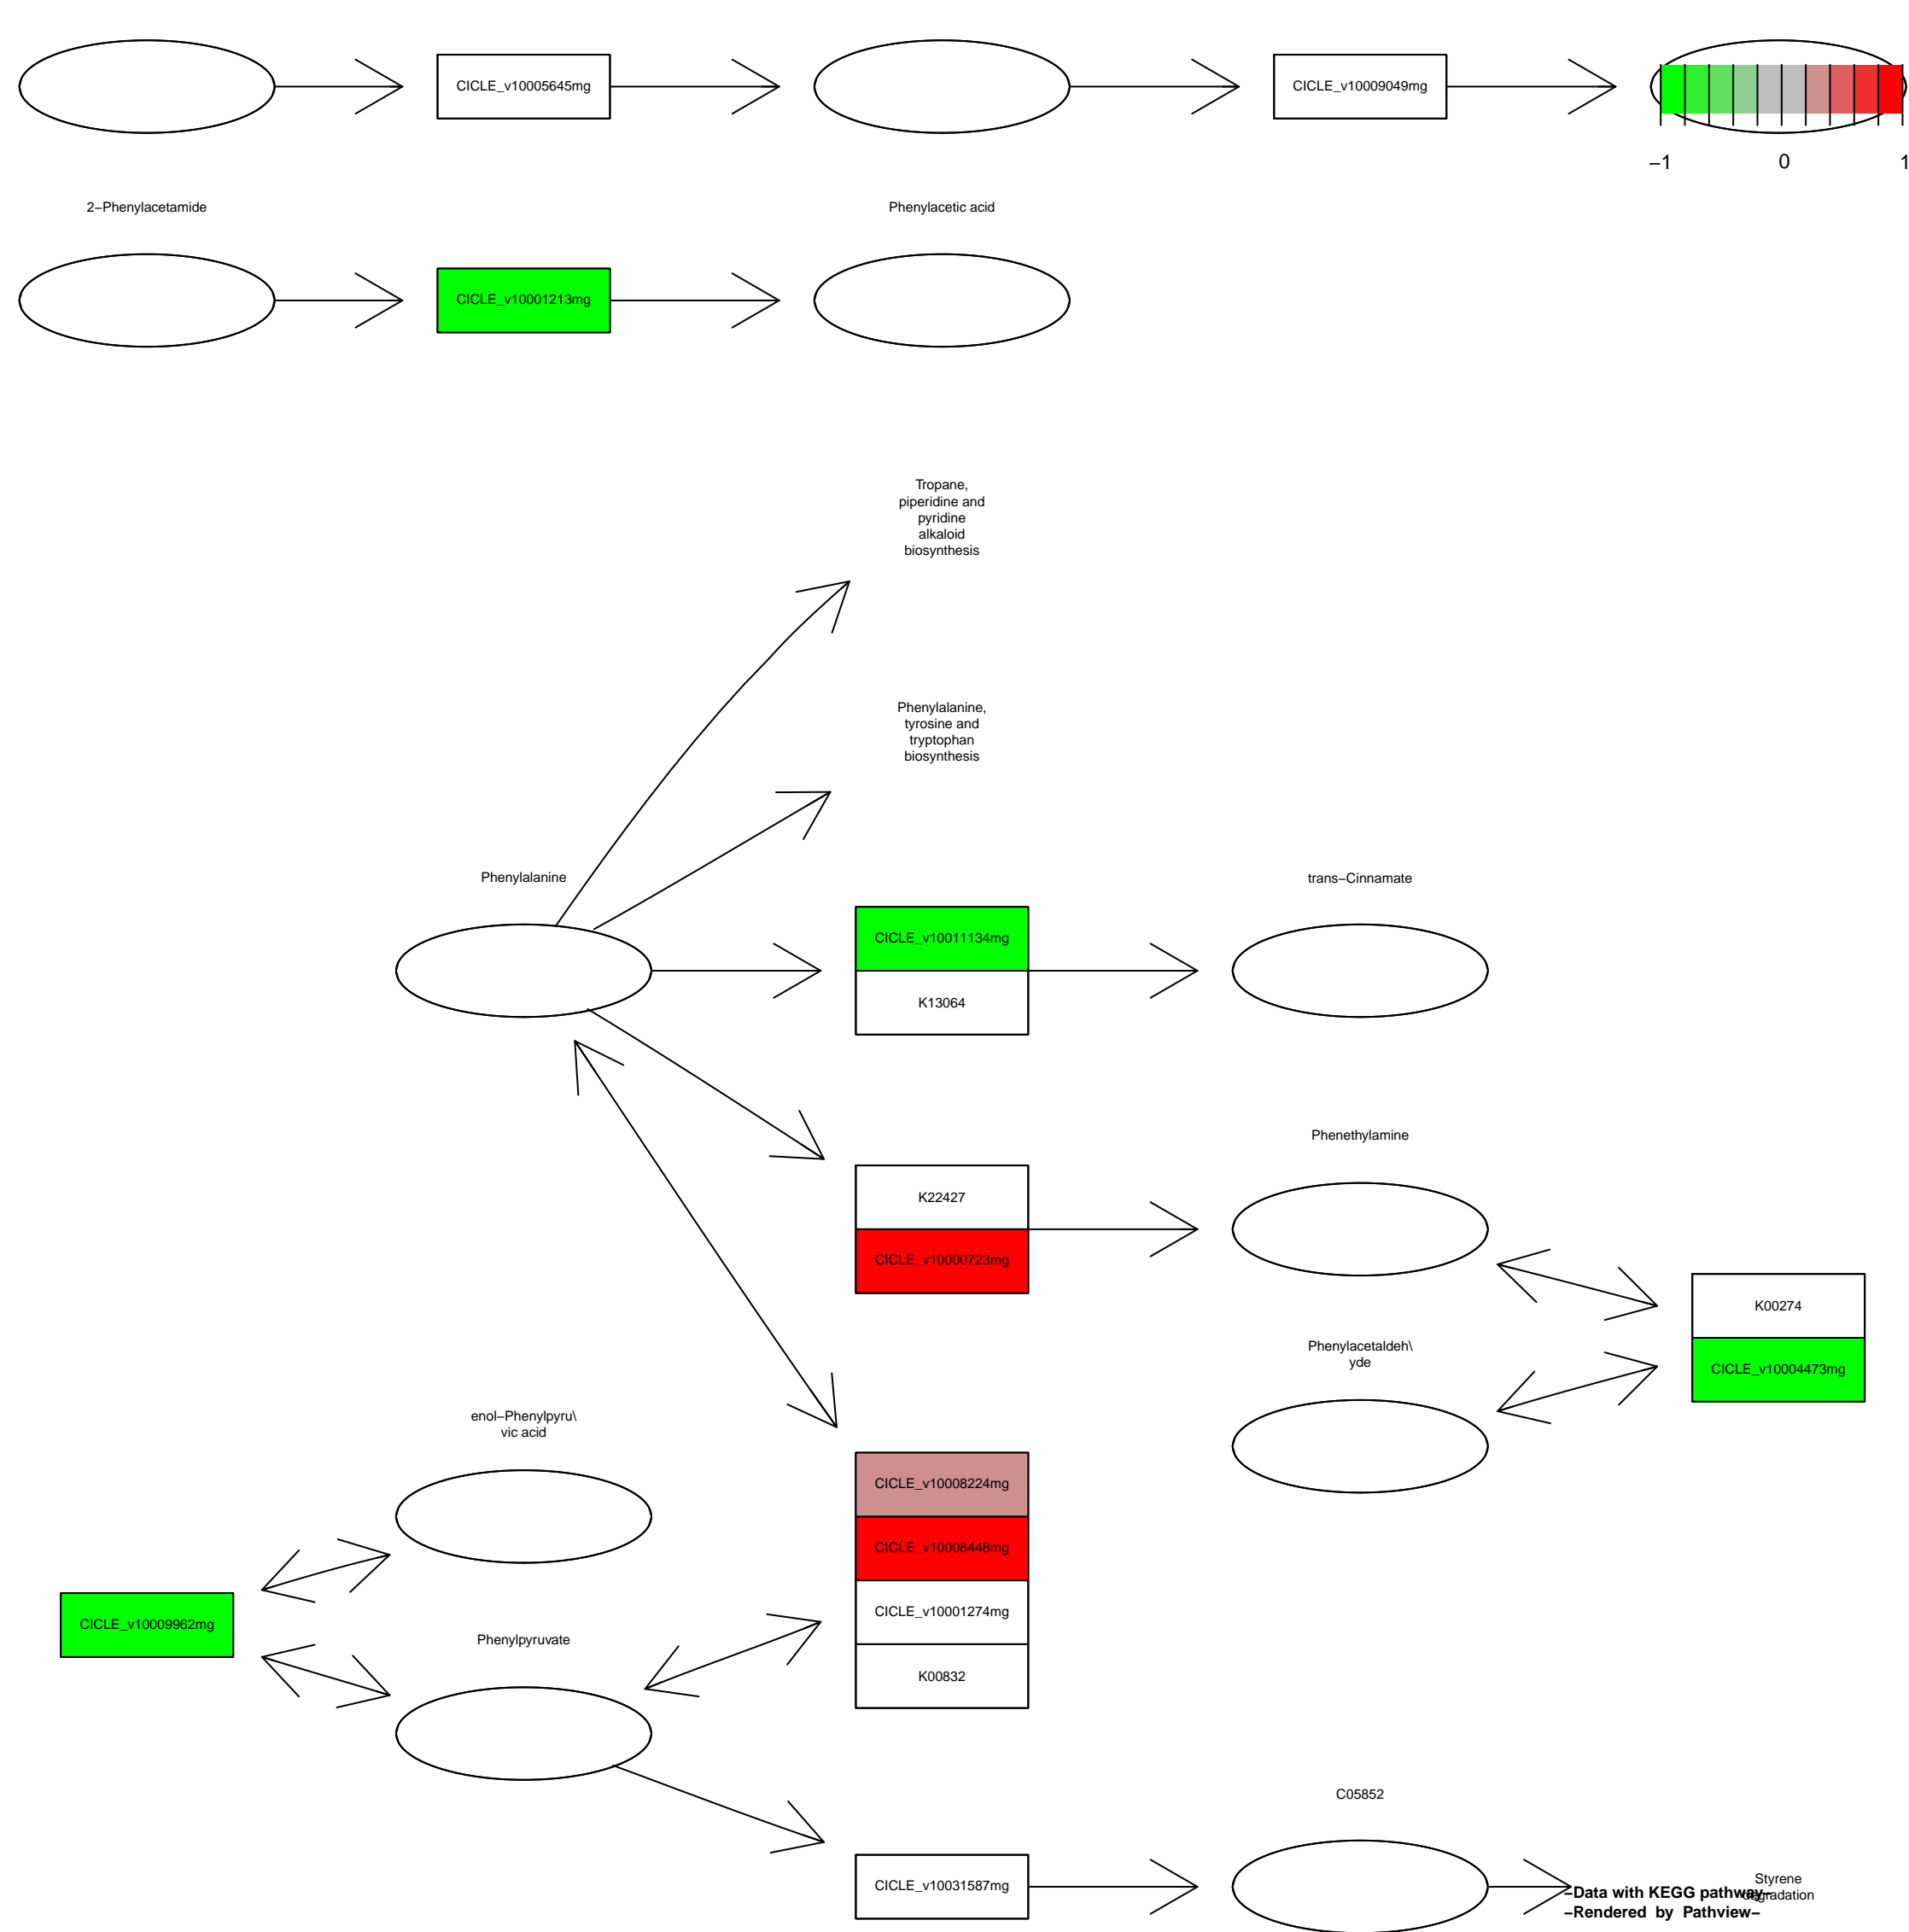 CICLE_v10005645mg
CICLE_v10009049mg
−1
0
1
2−Phenylacetamide
Phenylacetic acid
CICLE_v10001213mg
Tropane,
piperidine and
pyridine
alkaloid
biosynthesis
Phenylalanine,
tyrosine and
tryptophan
biosynthesis
Phenylalanine
trans−Cinnamate
CICLE_v10011134mg
K13064
Phenethylamine
K22427
CICLE_v10000723mg
K00274
CICLE_v10004473mg
Phenylacetaldeh\
yde
enol−Phenylpyru\
vic acid
CICLE_v10008224mg
CICLE_v10008448mg
CICLE_v10001274mg
K00832
CICLE_v10009962mg
Phenylpyruvate
C05852
CICLE_v10031587mg
Styrene
degradation
−Data with KEGG pathway−
−Rendered by Pathview−